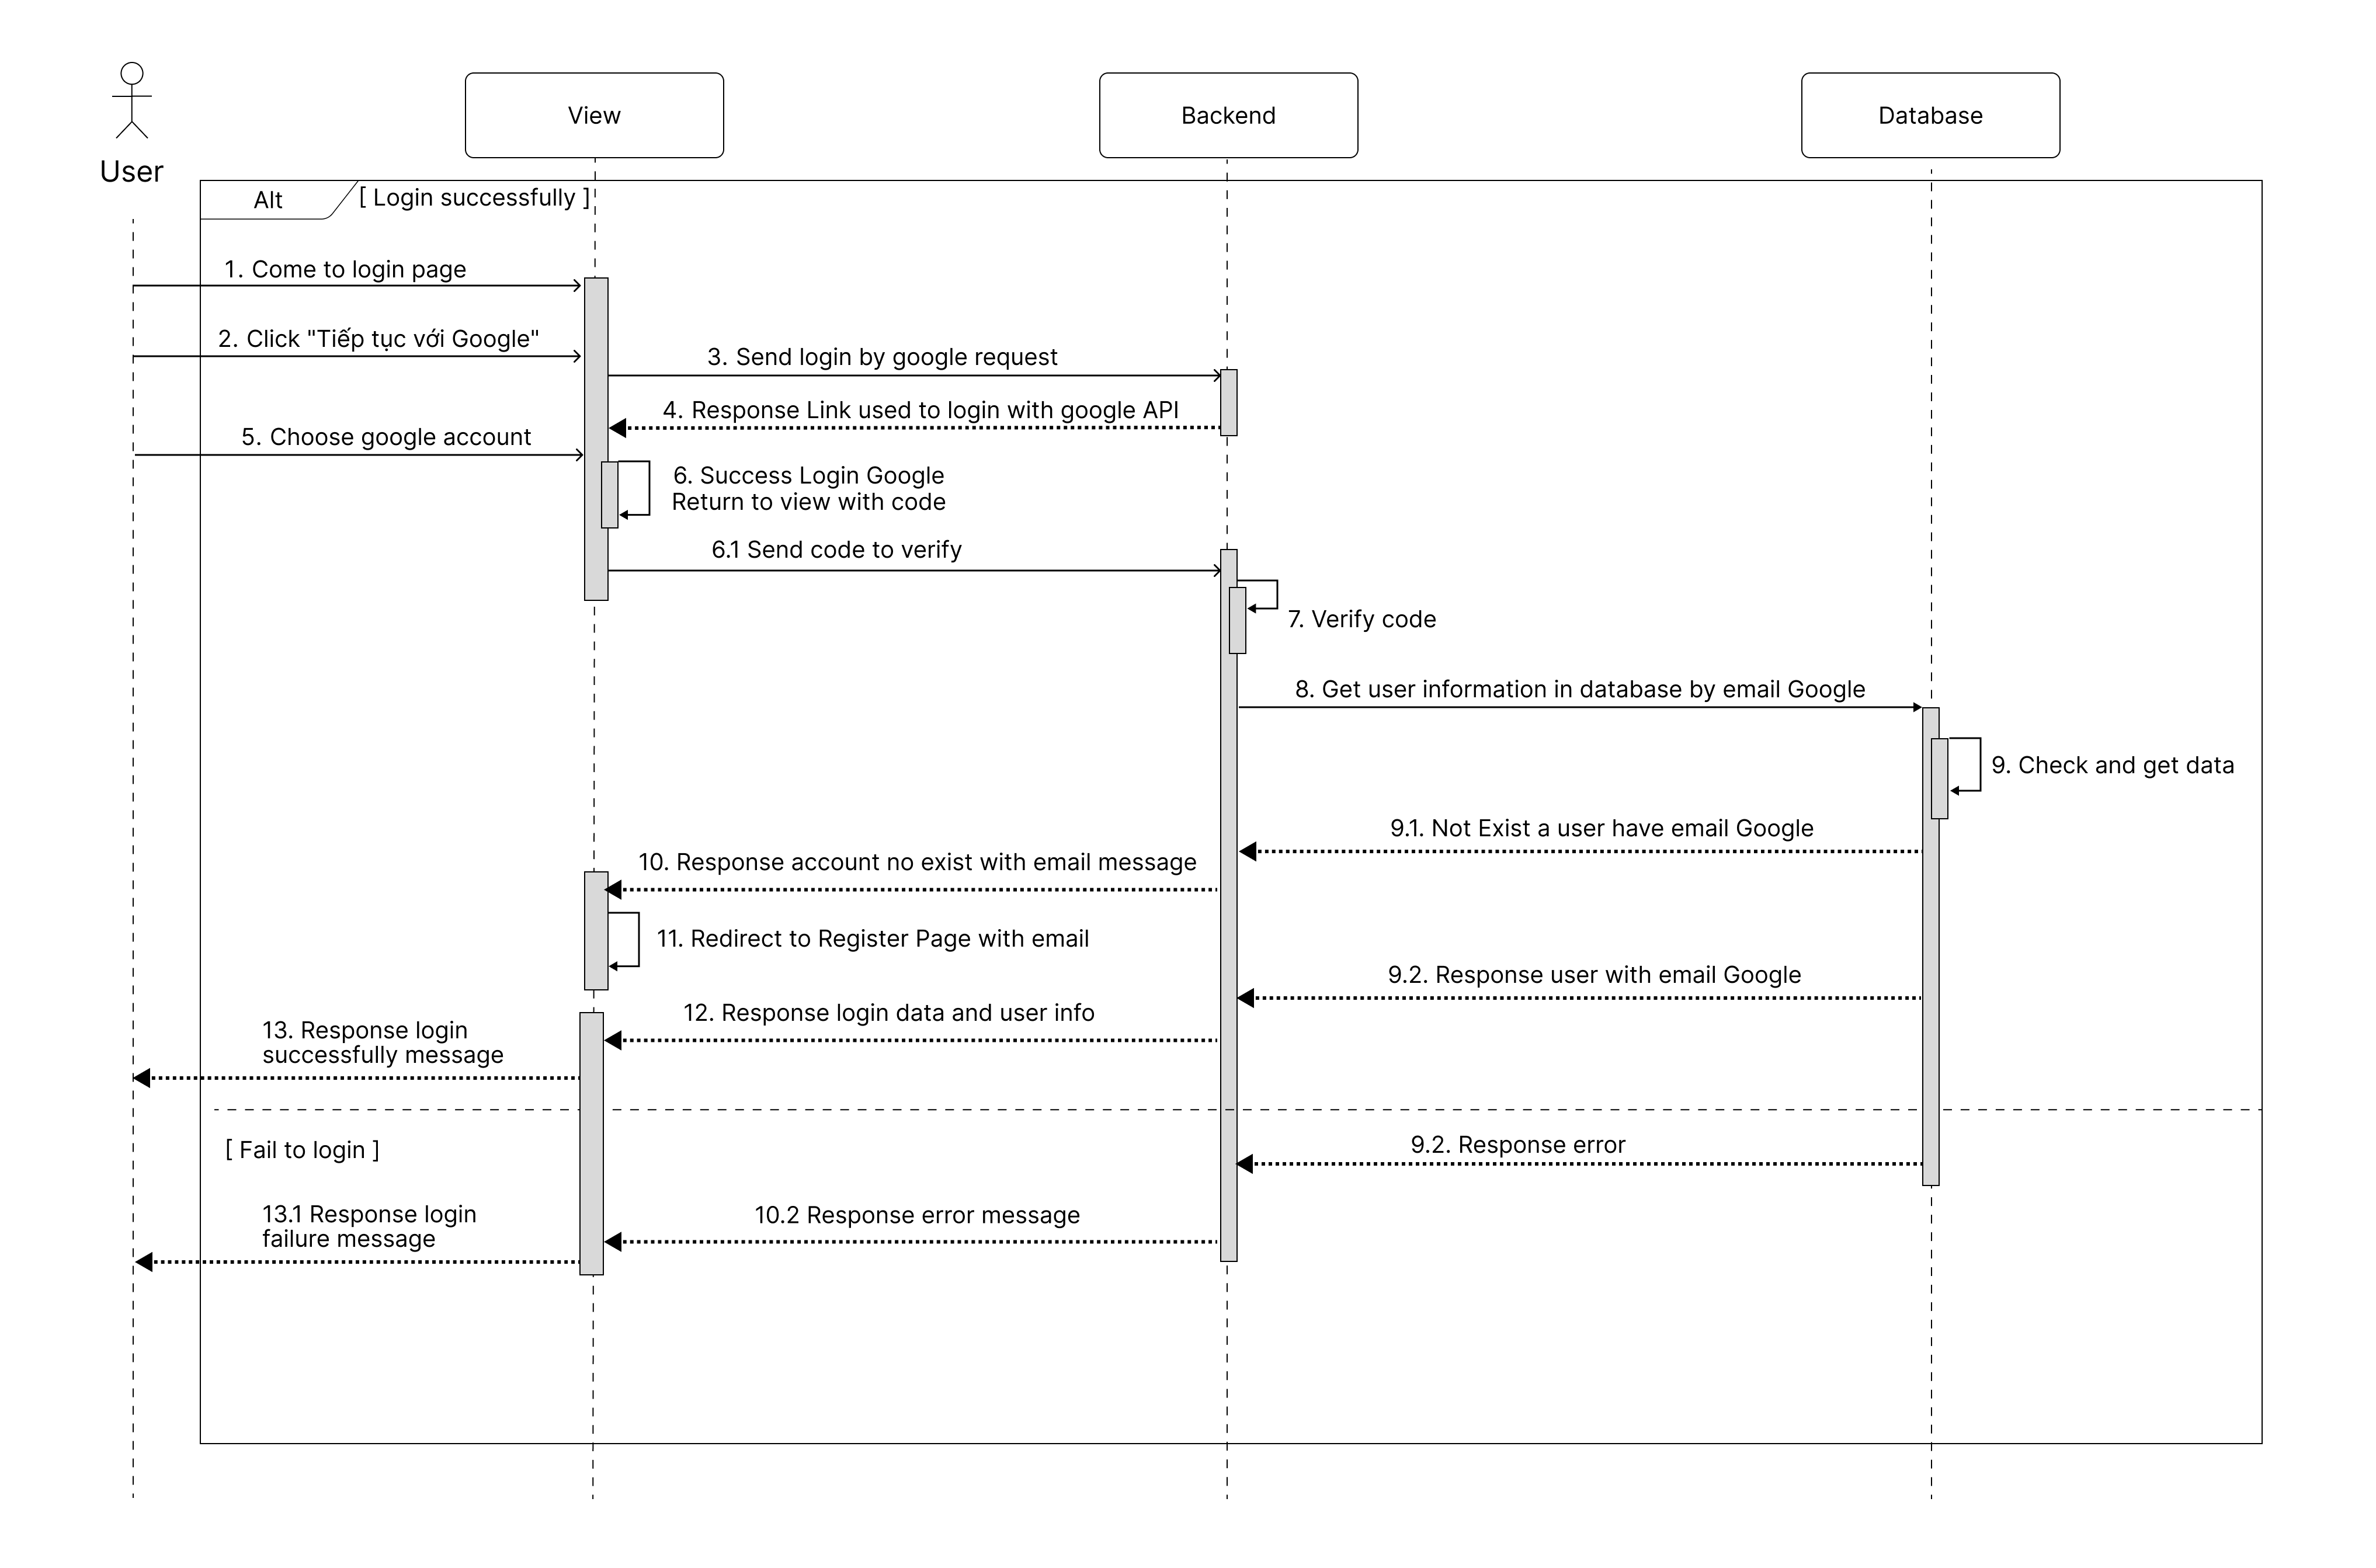 User
View
Backend
Database
Alt
[ Login successfully ]
1. Come to login page
2. Click "Tiếp tục với Google"
3. Send login by google request
4. Response Link used to login with google API
5. Choose google account
6. Success Login Google
Return to view with code
6.1 Send code to verify
7. Verify code
8. Get user information in database by email Google
9. Check and get data
9.1. Not Exist a user have email Google
10. Response account no exist with email message
11. Redirect to Register Page with email
9.2. Response user with email Google
12. Response login data and user info
13. Response login
successfully message
[ Fail to login ]
9.2. Response error
13.1 Response login
failure message
10.2 Response error message